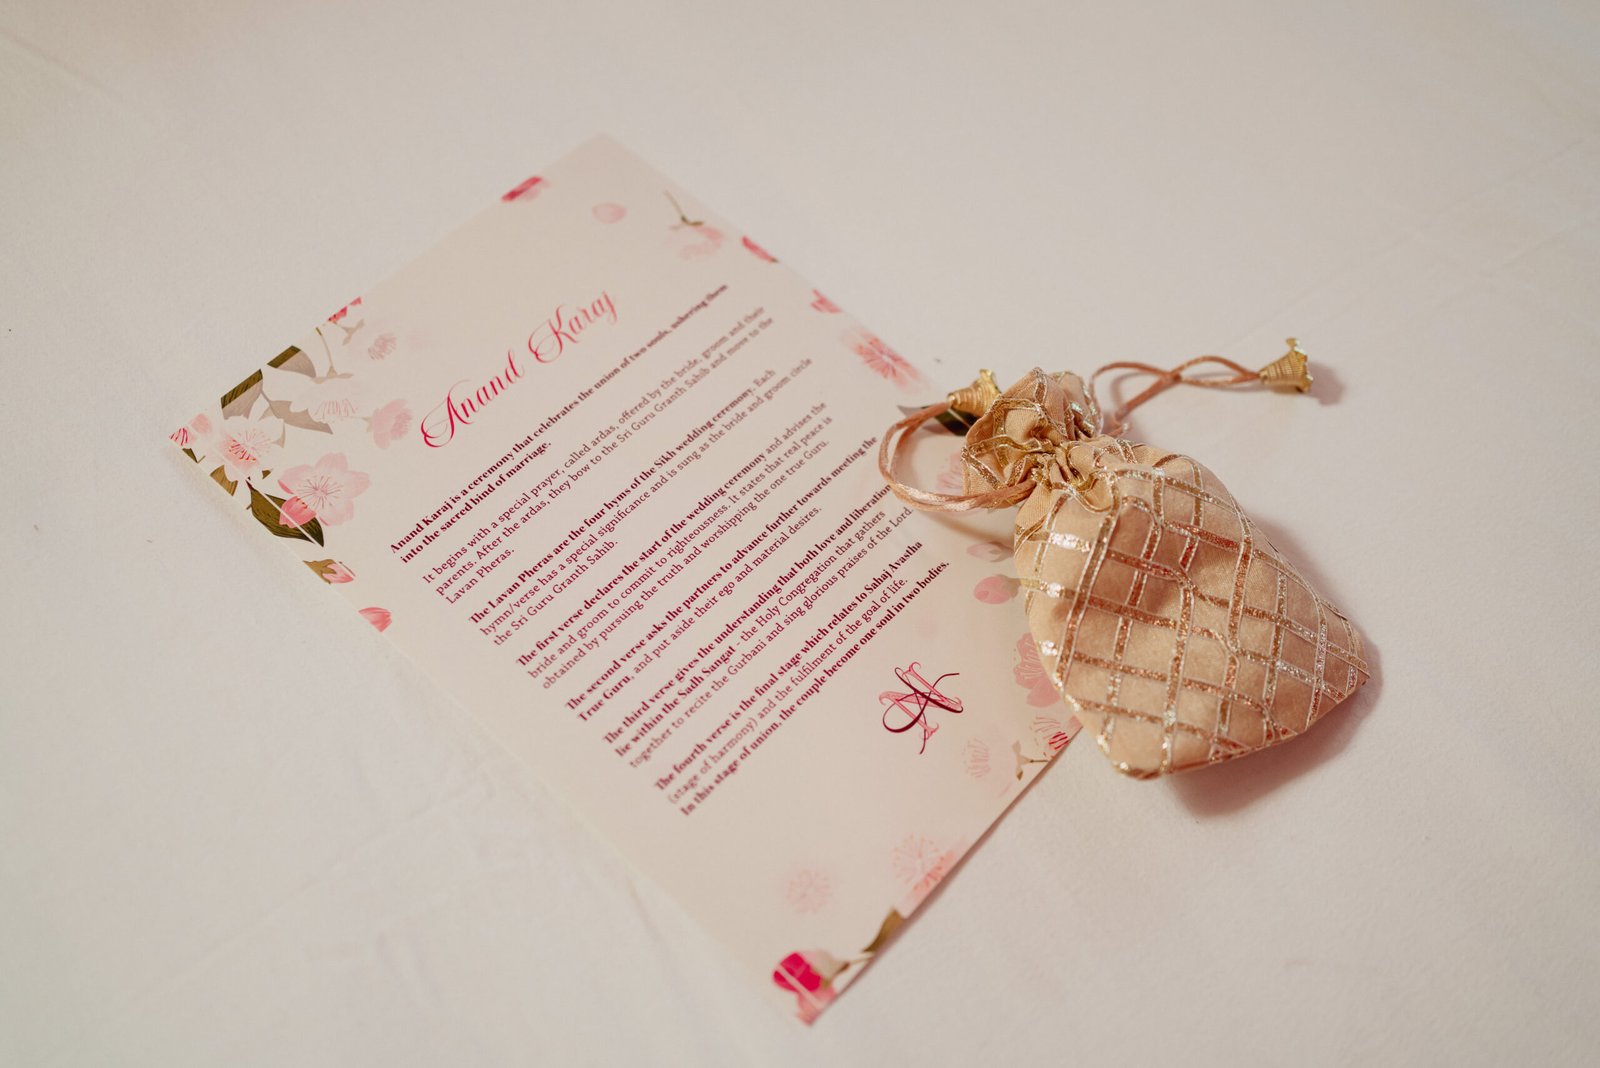 Anand Karaj
Anand Karaj is a ceremony that celebrates the union of two souls, ushering them
into the sacred bind of marriage.
It begins with a special prayer, called ardas, offered by the bride, groom and their
parents. After the ardas, they bow to the Sri Guru Granth Sahib and move to the
Lavan Pheras.
The Lavan Pheras are the four hyms of the Sikh wedding ceremony. Each
hymn/verse has a special significance and is sung as the bride and groom circle
the Sri Guru Granth Sahib.
The first verse declares the start of the wedding ceremony and advises the
bride and groom to commit to righteousness. It states that real peace is
obtained by pursuing the truth and worshipping the one true Guru.
The second verse asks the partners to advance further towards meeting the
True Guru, and put aside their ego and material desires.
The third verse gives the understanding that both love and liberation
lie within the Sadh Sangat - the Holy Congregation that gathers
together to recite the Gurbani and sing glorious praises of the Lord.
The fourth verse is the final stage which relates to Sahaj Avastha
(stage of harmony) and the fulfilment of the goal of life.
In this stage of union, the couple become one soul in two bodies.